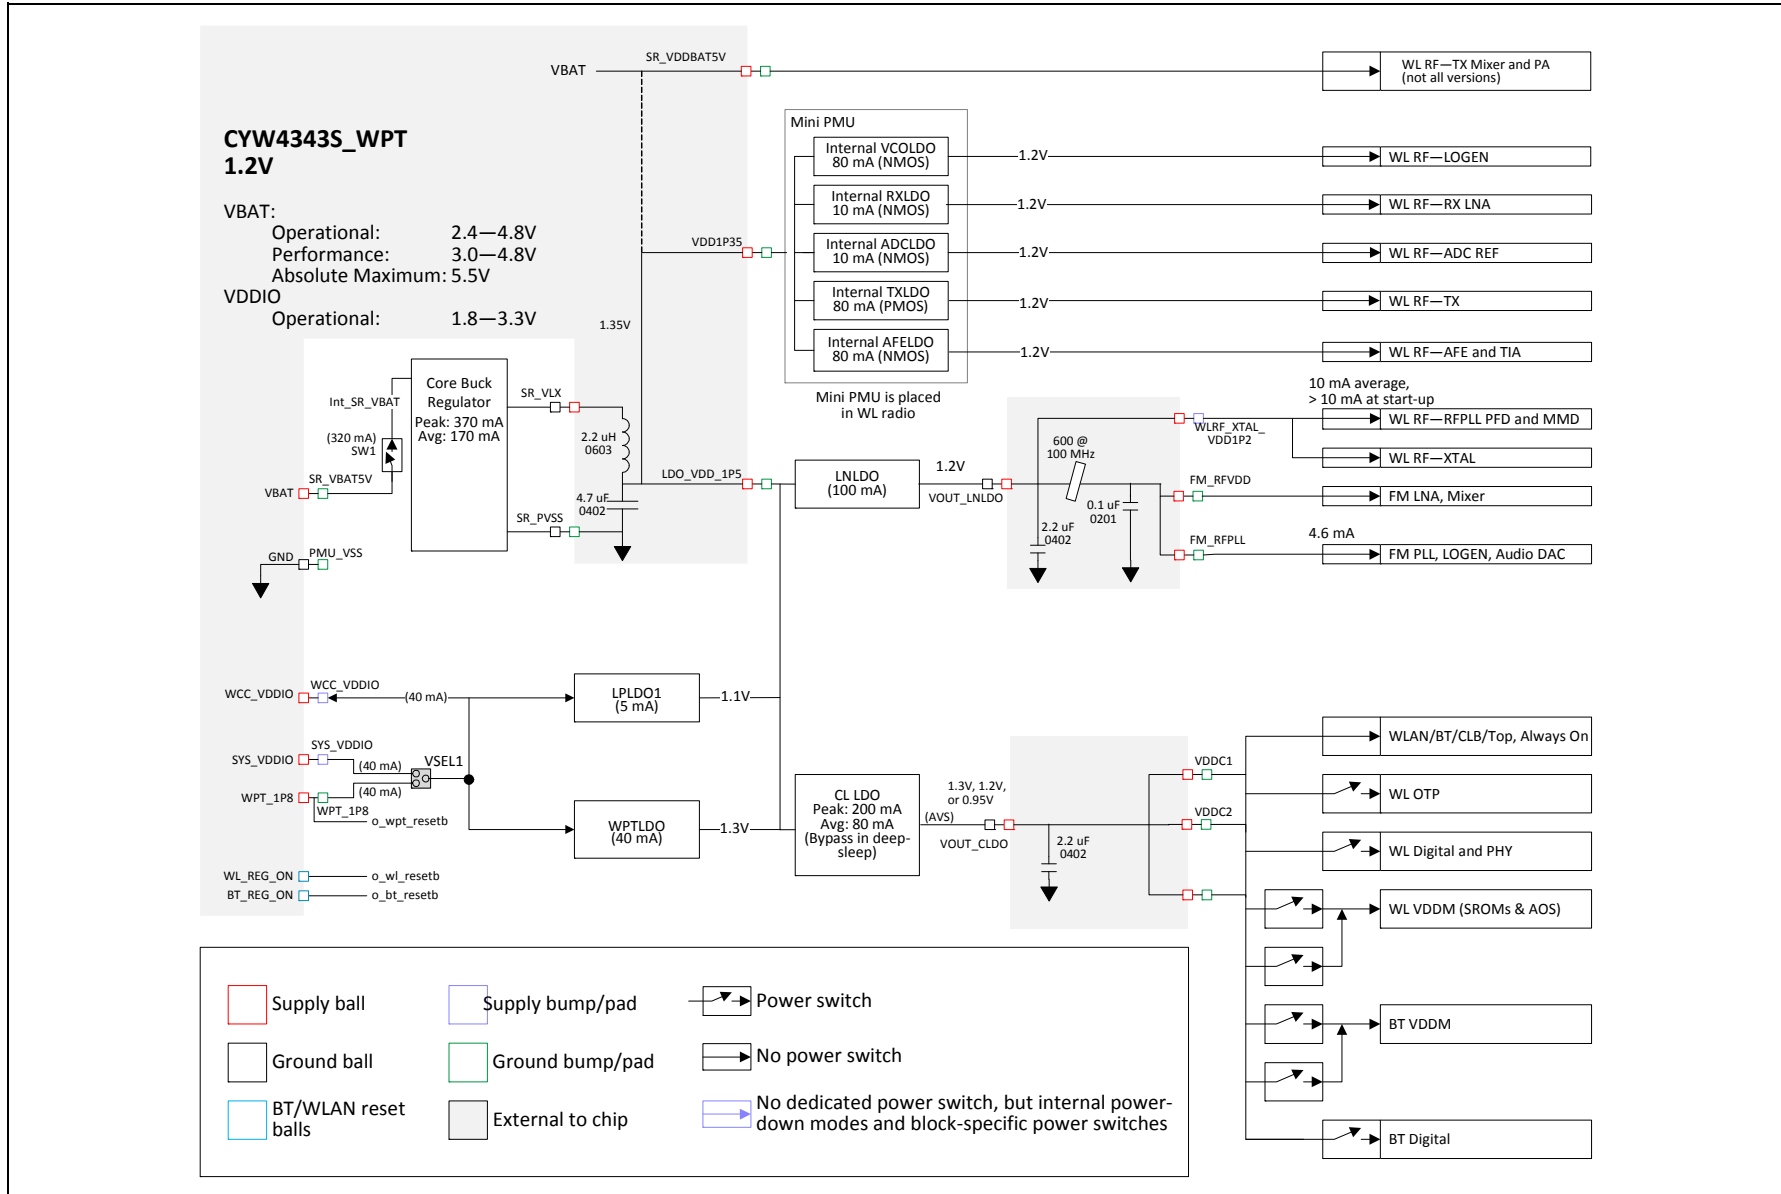 VBAT
SR_VDDBAT5V
WL RF—TX Mixer and PA
(not all versions)
CYW4343S_WPT
1.2V
VBAT:
Operational: 2.4—4.8V
Performance: 3.0—4.8V
Absolute Maximum: 5.5V
VDDIO
Operational: 1.8—3.3V
Mini PMU
Internal VCOLDO
80 mA (NMOS)
1.2V
WL RF—LOGEN
Internal RXLDO
10 mA (NMOS)
1.2V
WL RF—RX LNA
VDD1P35
Internal ADCLDO
10 mA (NMOS)
1.2V
WL RF—ADC REF
Internal TXLDO
80 mA (PMOS)
1.2V
WL RF—TX
1.35V
Internal AFELDO
80 mA (NMOS)
1.2V
WL RF—AFE and TIA
Mini PMU is placed
in WL radio
Core Buck
Regulator
Peak: 370 mA
Avg: 170 mA
Int_SR_VBAT
(320 mA)
SW1
SR_VBAT5V
VBAT
SR_VLX
2.2 uH
0603
4.7 uF
0402
SR_PVSS
GND
PMU_VSS
LDO_VDD_1P5
LNLDO
(100 mA)
1.2V
VOUT_LNLDO
600 @
100 MHz
2.2 uF
0402
0.1 uF
0201
WLRF_XTAL_
VDD1P2
10 mA average,
> 10 mA at start-up
WL RF—RFPLL PFD and MMD
WL RF—XTAL
FM_RFVDD
FM LNA, Mixer
FM_RFPLL
4.6 mA
FM PLL, LOGEN, Audio DAC
WCC_VDDIO
WCC_VDDIO
(40 mA)
LPLDO1
(5 mA)
1.1V
SYS_VDDIO
SYS_VDDIO
(40 mA)
VSEL1
WPT_1P8
(40 mA)
WPT_1P8
o_wpt_resetb
WPTLDO
(40 mA)
1.3V
WL_REG_ON
o_wl_resetb
BT_REG_ON
o_bt_resetb
CL LDO
Peak: 200 mA
Avg: 80 mA
(Bypass in deep-
sleep)
1.3V, 1.2V,
or 0.95V
(AVS)
VOUT_CLDO
2.2 uF
0402
VDDC1
VDDC2
WLAN/BT/CLB/Top, Always On
WL OTP
WL Digital and PHY
WL VDDM (SROMs & AOS)
BT VDDM
BT Digital
Supply ball
Supply bump/pad
Power switch
Ground ball
Ground bump/pad
No power switch
BT/WLAN reset
balls
External to chip
No dedicated power switch, but internal power-
down modes and block-specific power switches